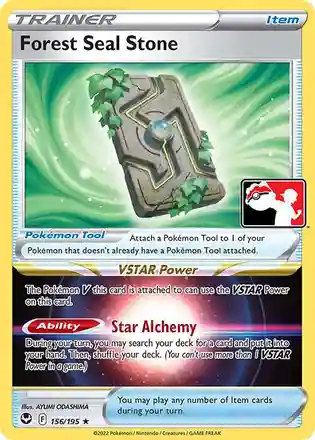 TRAINER Item
Forest Seal Stone
Pokémon Tool Attach a Pokémon Tool to 1 of your
Pokémon that doesn't already have a Pokémon Tool attached.
VSTAR Power
The Pokémon V this card is attached to can use the VSTAR Power
on this card.
Ability Star Alchemy
During your turn, you may search your deck for a card and put it into
your hand. Then, shuffle your deck. (You can't use more than 1 VSTAR
Power in a game.)
Illus. AYUMI ODASHIMA
F 156/195 ★
You may play any number of Item cards
during your turn.
©2022 Pokémon / Nintendo / Creatures / GAME FREAK